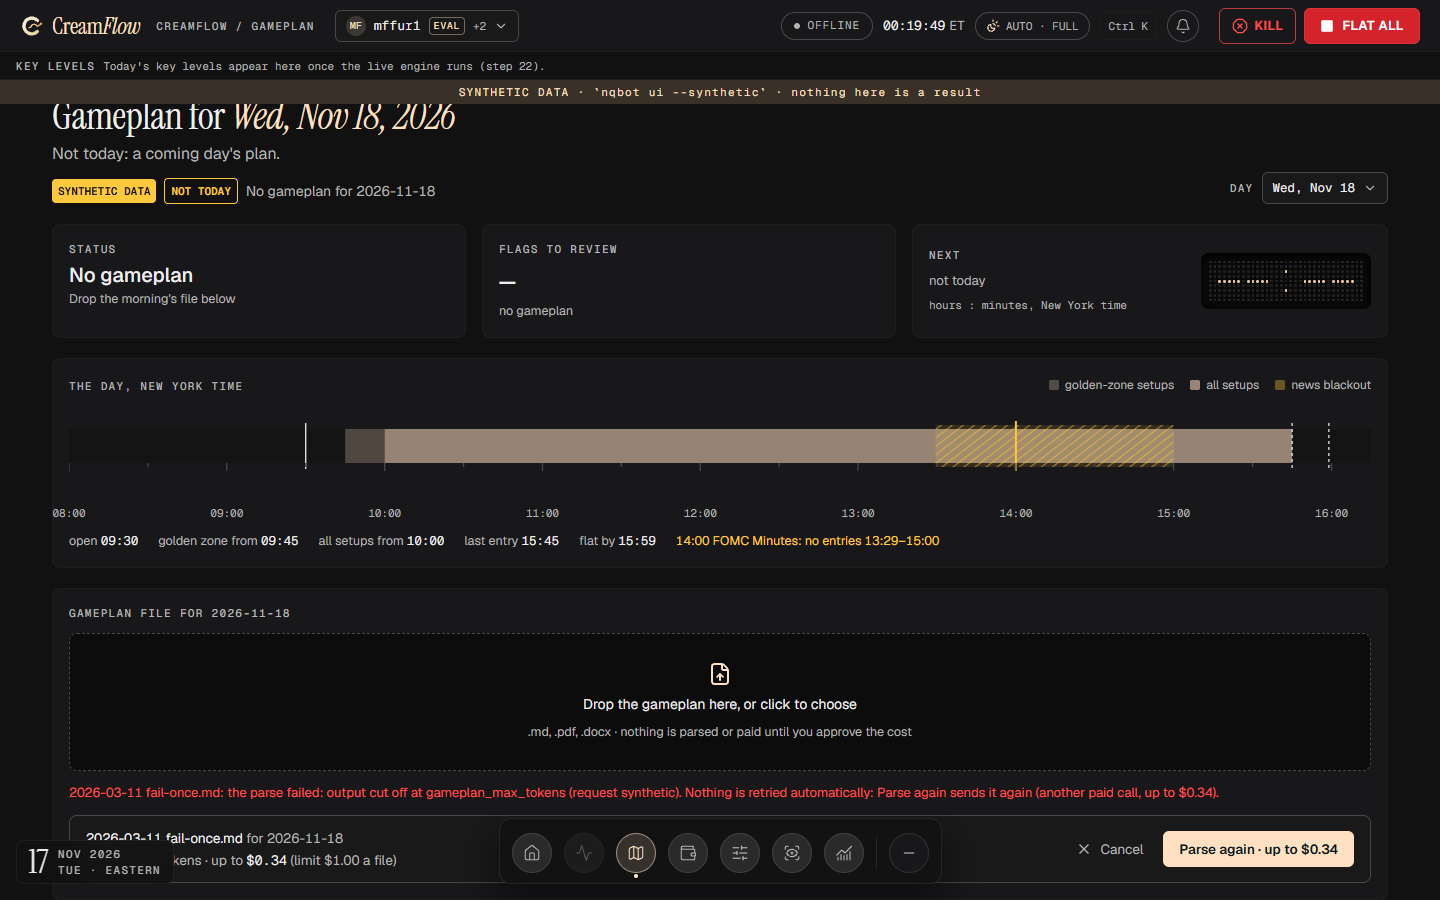 CreamFlow
CREAMFLOW / GAMEPLAN
MF mffur1 EVAL +2
OFFLINE
00:19:49 ET
AUTO · FULL
Ctrl K
KILL
FLAT ALL
KEY LEVELS Today's key levels appear here once the live engine runs (step 22).
SYNTHETIC DATA · `nqbot ui --synthetic` · nothing here is a result
Gameplan for Wed, Nov 18, 2026
Not today: a coming day's plan.
SYNTHETIC DATA NOT TODAY No gameplan for 2026-11-18
DAY Wed, Nov 18
STATUS
No gameplan
Drop the morning's file below
FLAGS TO REVIEW
—
no gameplan
NEXT
not today
hours : minutes, New York time
THE DAY, NEW YORK TIME
golden-zone setups all setups news blackout
08:00 09:00 10:00 11:00 12:00 13:00 14:00 15:00 16:00
open 09:30 golden zone from 09:45 all setups from 10:00 last entry 15:45 flat by 15:59 14:00 FOMC Minutes: no entries 13:29–15:00
GAMEPLAN FILE FOR 2026-11-18
Drop the gameplan here, or click to choose
.md, .pdf, .docx · nothing is parsed or paid until you approve the cost
2026-03-11 fail-once.md: the parse failed: output cut off at gameplan_max_tokens (request synthetic). Nothing is retried automatically: Parse again sends it again (another paid call, up to $0.34).
2026-03-11 fail-once.md for 2026-11-18
kens · up to $0.34 (limit $1.00 a file)
Cancel
Parse again · up to $0.34
17 NOV 2026
TUE · EASTERN